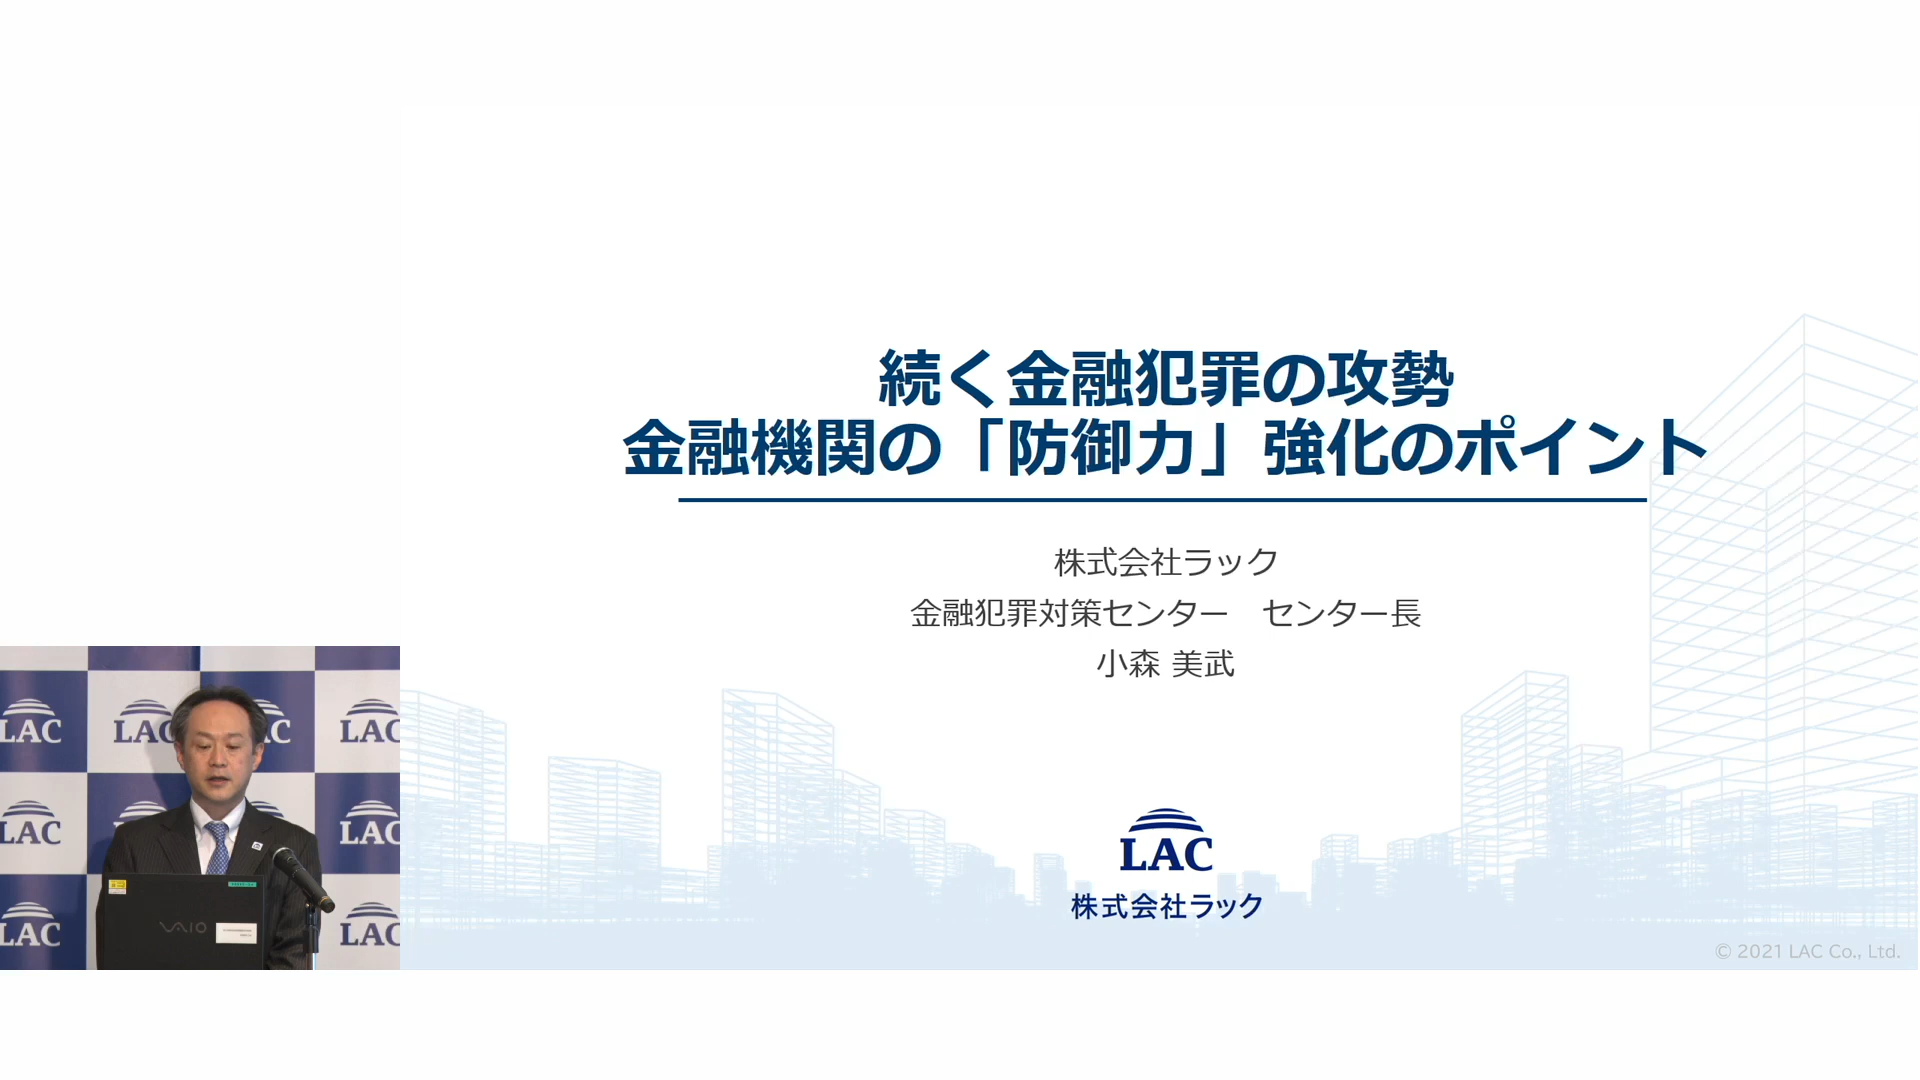 続く金融犯罪の攻勢
金融機関の「防御力」強化のポイント
株式会社ラック
金融犯罪対策センター　センター長
小森 美武
LAC
株式会社ラック
© 2021 LAC Co., Ltd.
LAC
LAC
LAC
LAC
LAC
LAC
LAC
LAC
VAIO